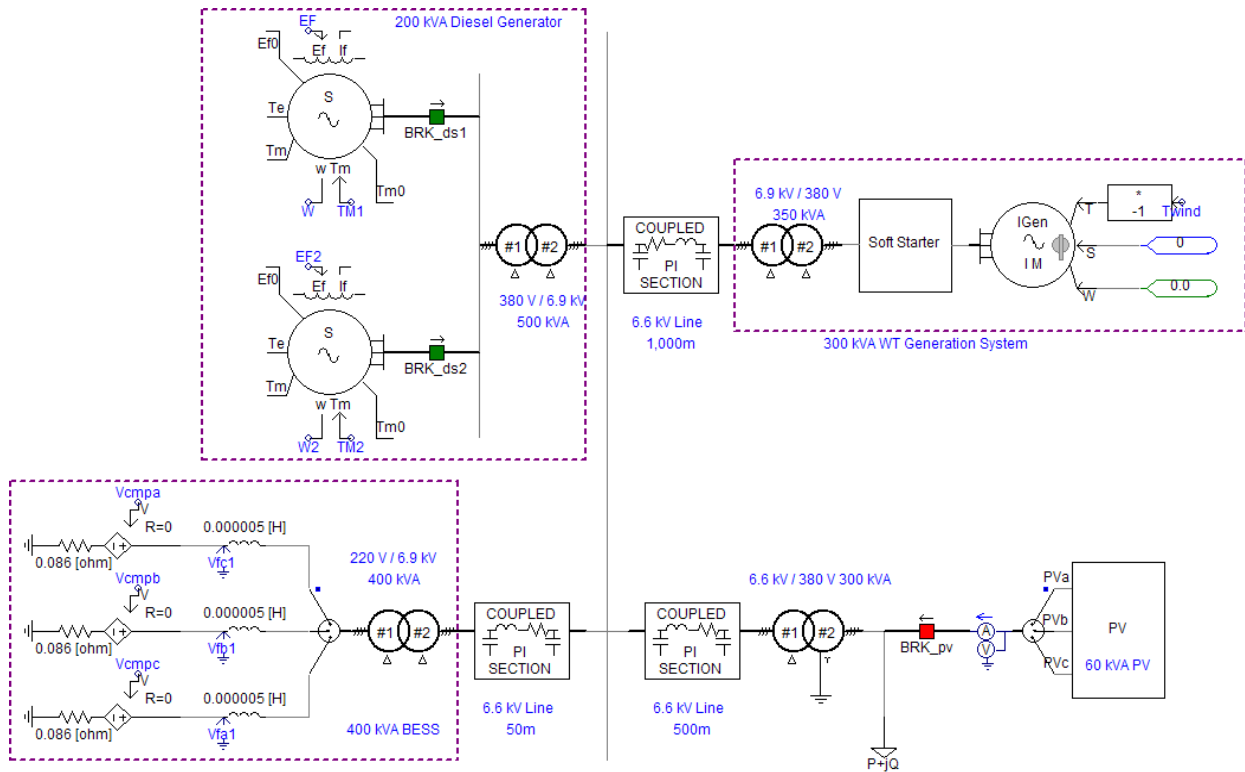 EF
200 kVA Diesel Generator
Ef0
Ef
If
S
Te
Tm
w
Tm
Tm0
W
TM1
BRK_ds1
EF2
Ef0
Ef
If
S
Te
Tm
w
Tm
Tm0
W2
TM2
BRK_ds2
#1
#2
380 V / 6.9 kV
500 kVA
COUPLED
PI
SECTION
6.6 kV Line
1,000m
6.9 kV / 380 V
350 kVA
#1
#2
Soft Starter
IGen
I M
T
S
W
*
-1
Twind
0
0.0
300 kVA WT Generation System
Vcmpa
V
R=0
0.000005 [H]
0.086 [ohm]
Vfc1
Vcmpb
V
R=0
0.000005 [H]
0.086 [ohm]
Vfb1
Vcmpc
V
R=0
0.000005 [H]
0.086 [ohm]
Vfa1
220 V / 6.9 kV
400 kVA
#1
#2
400 kVA BESS
COUPLED
PI
SECTION
6.6 kV Line
50m
COUPLED
PI
SECTION
6.6 kV Line
500m
6.6 kV / 380 V 300 kVA
#1
#2
BRK_pv
P+jQ
A
V
PVa
PVb
PVc
PV
60 kVA PV